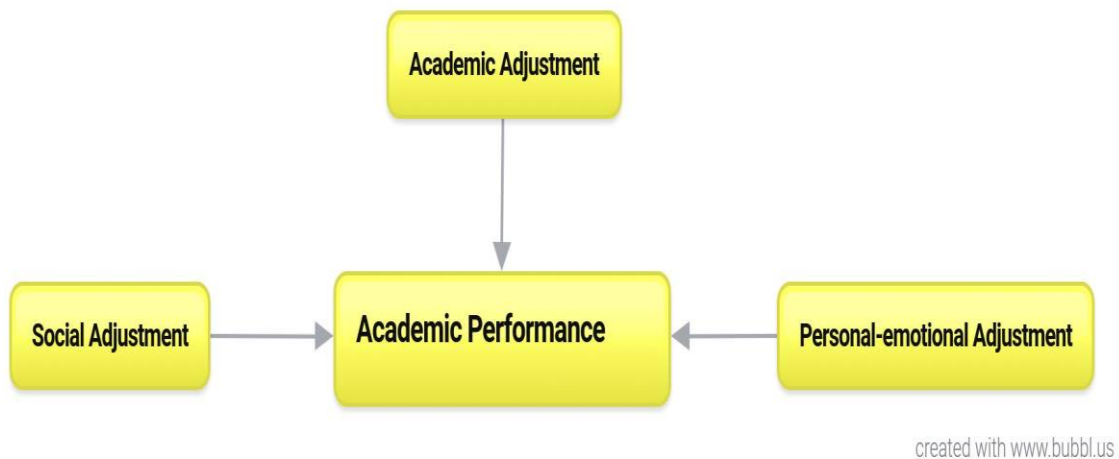 Academic Adjustment
Social Adjustment
Academic Performance
Personal-emotional Adjustment
created with www.bubbl.us